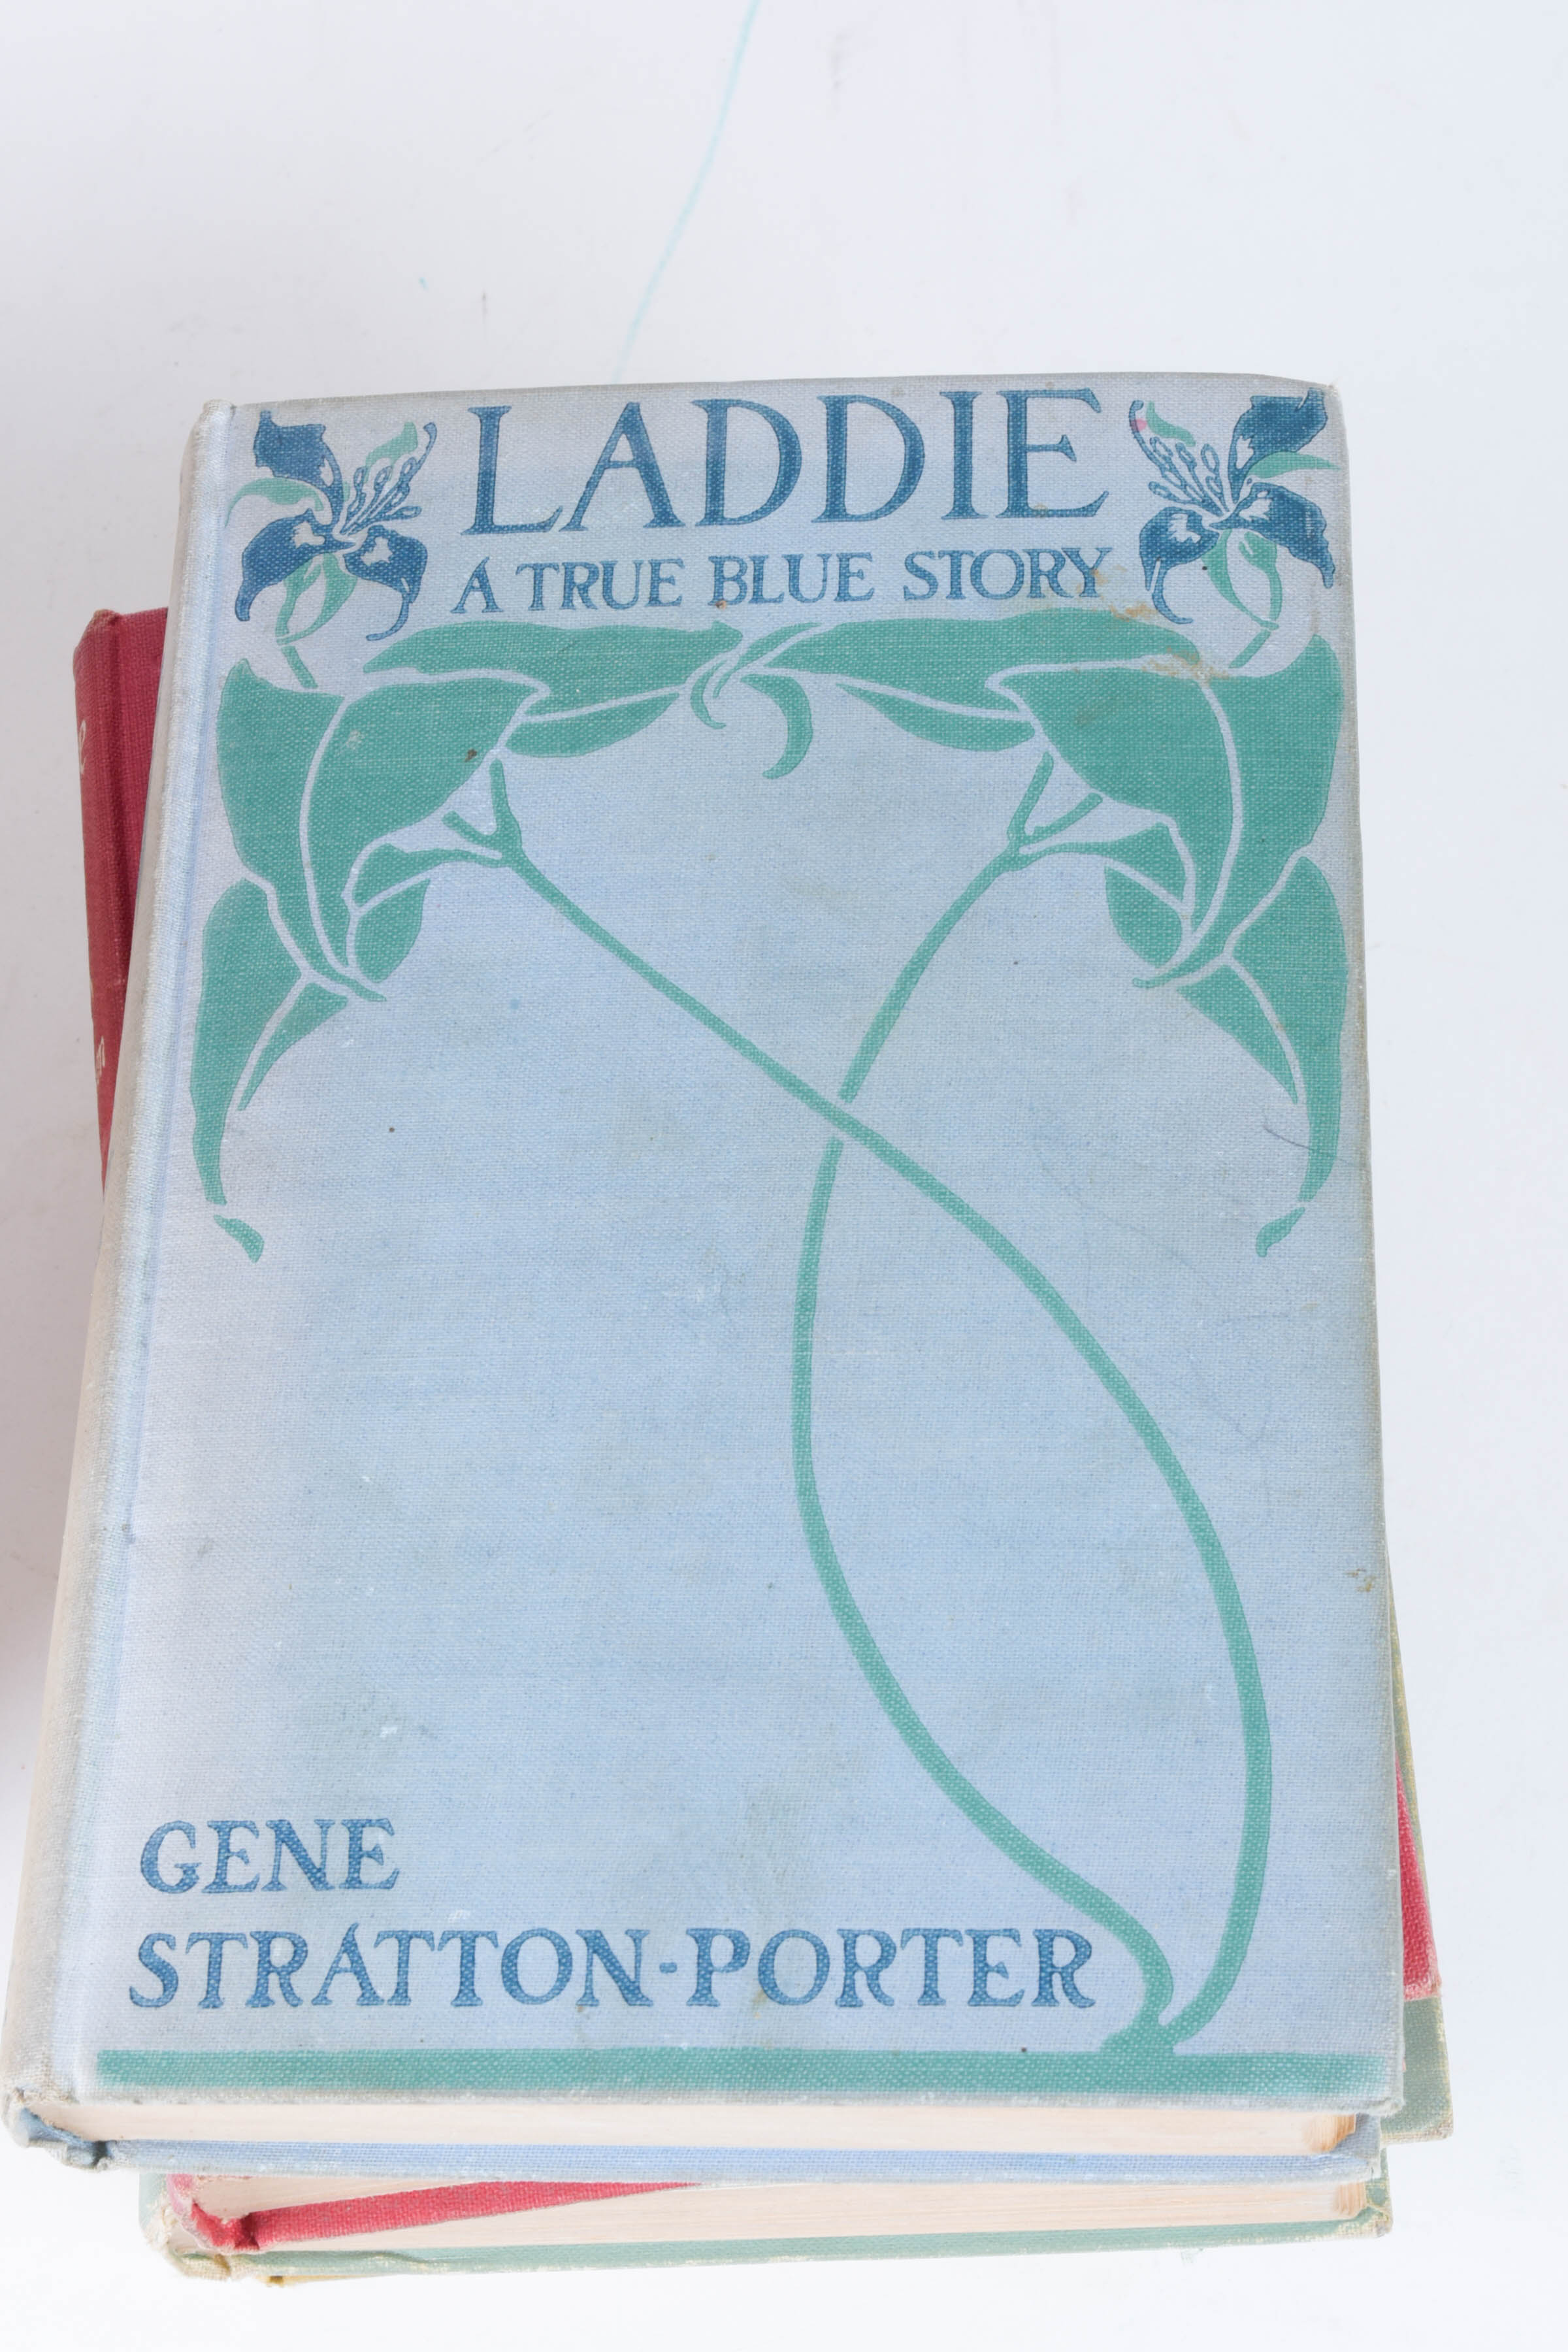 LADDIE
A TRUE BLUE STORY
GENE
STRATTON-PORTER